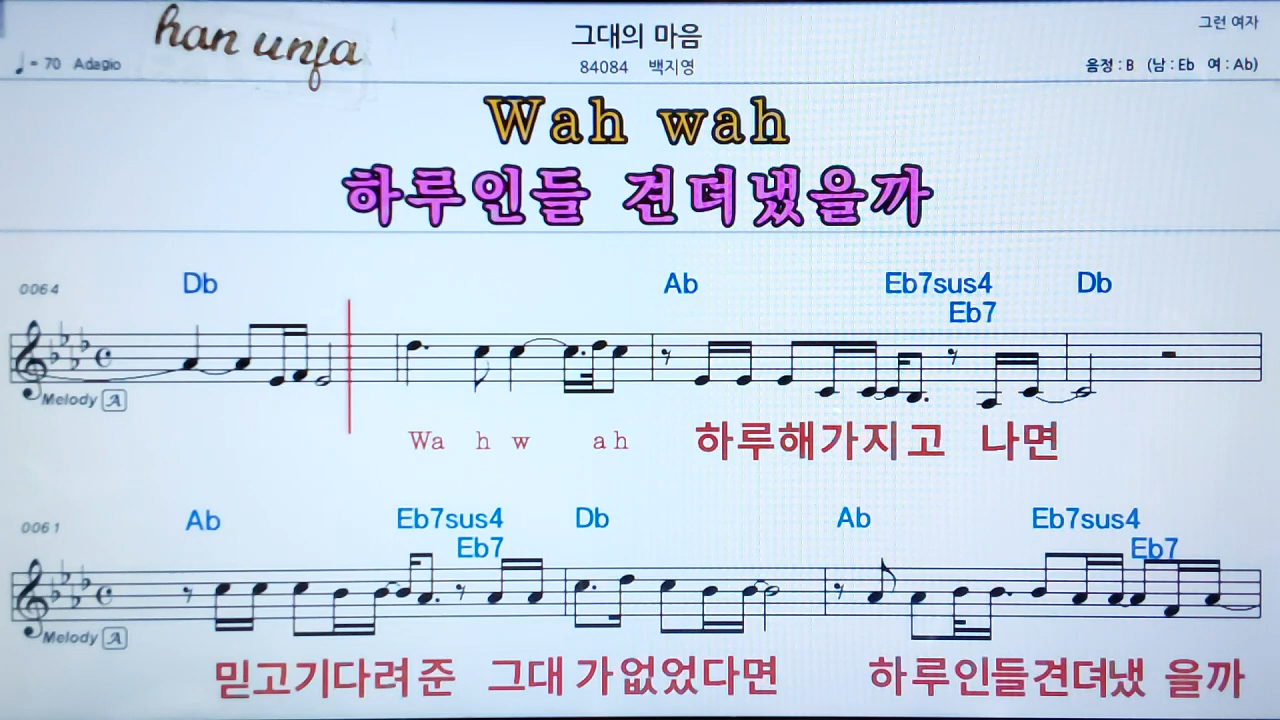 han unja
그대의 마음
그런 여자
♩= 70 Adagio
84084 백지영
음정 : B (남 : Eb 여 : Ab)
Wah wah
하루인들 견뎌냈을까
0064 Db Ab Eb7sus4 Db
Eb7
Melody A
Wa h w ah 하루해가지고 나면
0061 Ab Eb7sus4 Db Ab Eb7sus4
Eb7 Eb7
Melody A
믿고기다려 준 그대 가없었다면 하루인들견뎌냈 을까